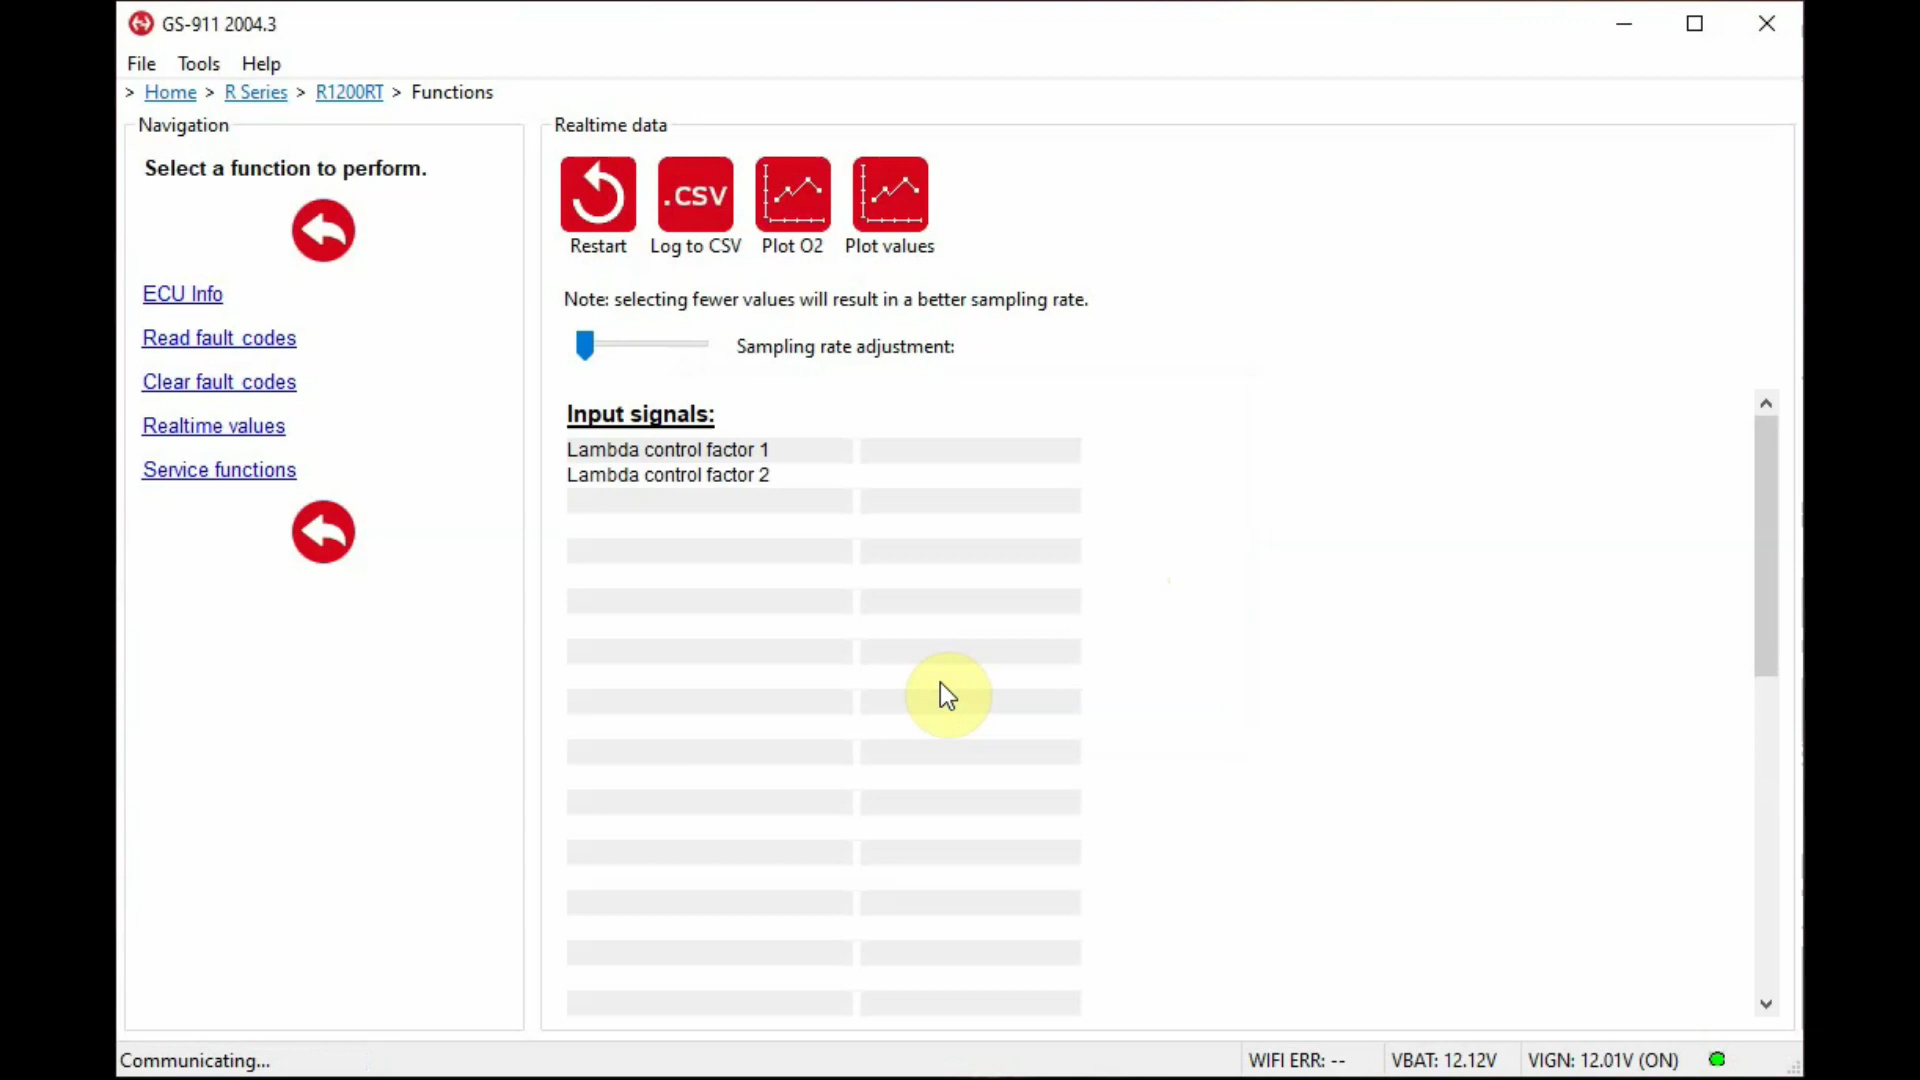 GS-911 2004.3
File Tools Help
> Home > R Series > R1200RT > Functions
Navigation
Select a function to perform.
ECU Info
Read fault codes
Clear fault codes
Realtime values
Service functions
Realtime data
.CSV
Restart Log to CSV Plot O2 Plot values
Note: selecting fewer values will result in a better sampling rate.
Sampling rate adjustment:
Input signals:
Lambda control factor 1
Lambda control factor 2
Communicating... WIFI ERR: -- VBAT: 12.12V VIGN: 12.01V (ON)